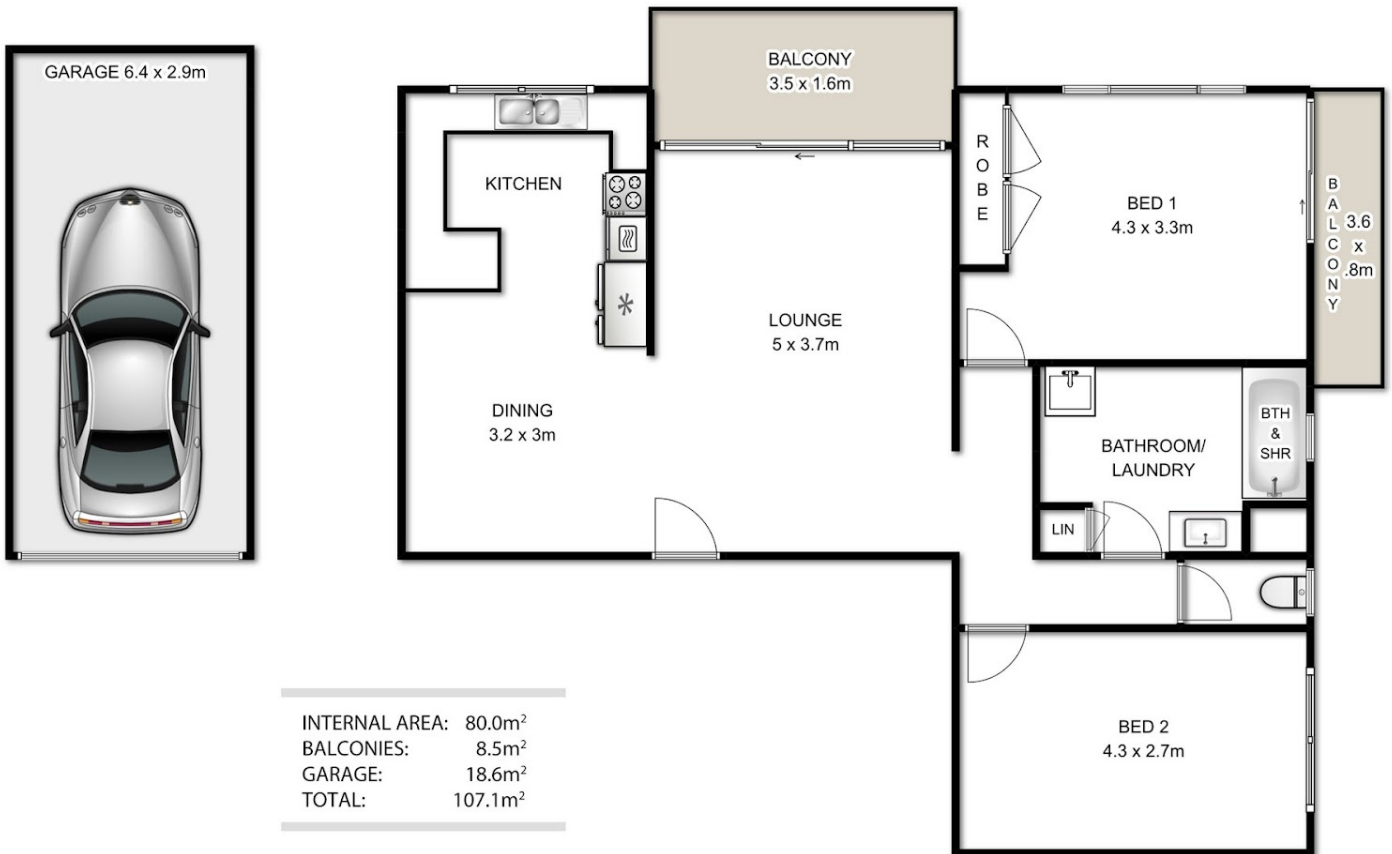 GARAGE 6.4 x 2.9m
BALCONY
3.5 x 1.6m
KITCHEN
ROBE
BED 1
4.3 x 3.3m
BALCONY
3.6
x
.8m
LOUNGE
5 x 3.7m
DINING
3.2 x 3m
BATHROOM/
LAUNDRY
BTH
&
SHR
LIN
BED 2
4.3 x 2.7m
INTERNAL AREA: 80.0m²
BALCONIES: 8.5m²
GARAGE: 18.6m²
TOTAL: 107.1m²